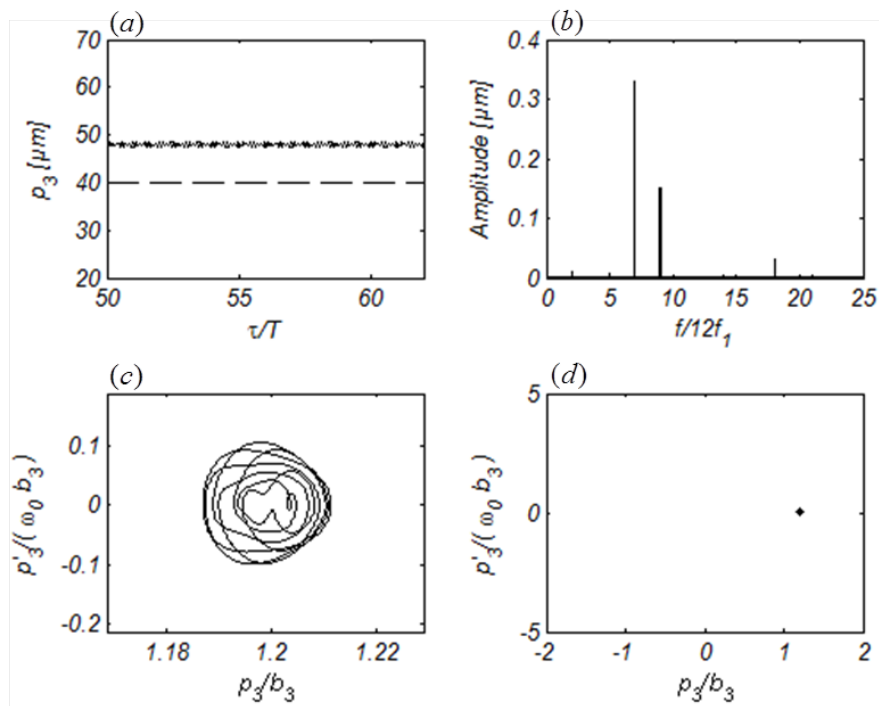 (a)
70
60
50
40
30
20
p3 [μm]
50 55 60
τ/T
(b)
0.4
0.3
0.2
0.1
0
Amplitude [μm]
0 5 10 15 20 25
f/12f1
(c)
0.1
0
-0.1
-0.2
p'3/( ω0 b3)
1.18 1.2 1.22
p3/b3
(d)
5
0
-5
p'3/( ω0 b3)
-2 -1 0 1 2
p3/b3